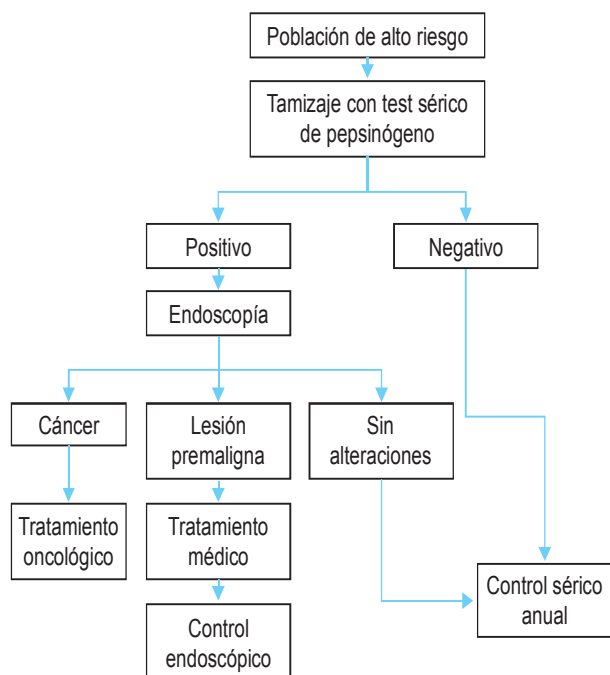 Población de alto riesgo
Tamizaje con test sérico
de pepsinógeno
Positivo
Negativo
Endoscopía
Cáncer
Lesión
premaligna
Sin
alteraciones
Tratamiento
oncológico
Tratamiento
médico
Control sérico
anual
Control
endoscópico